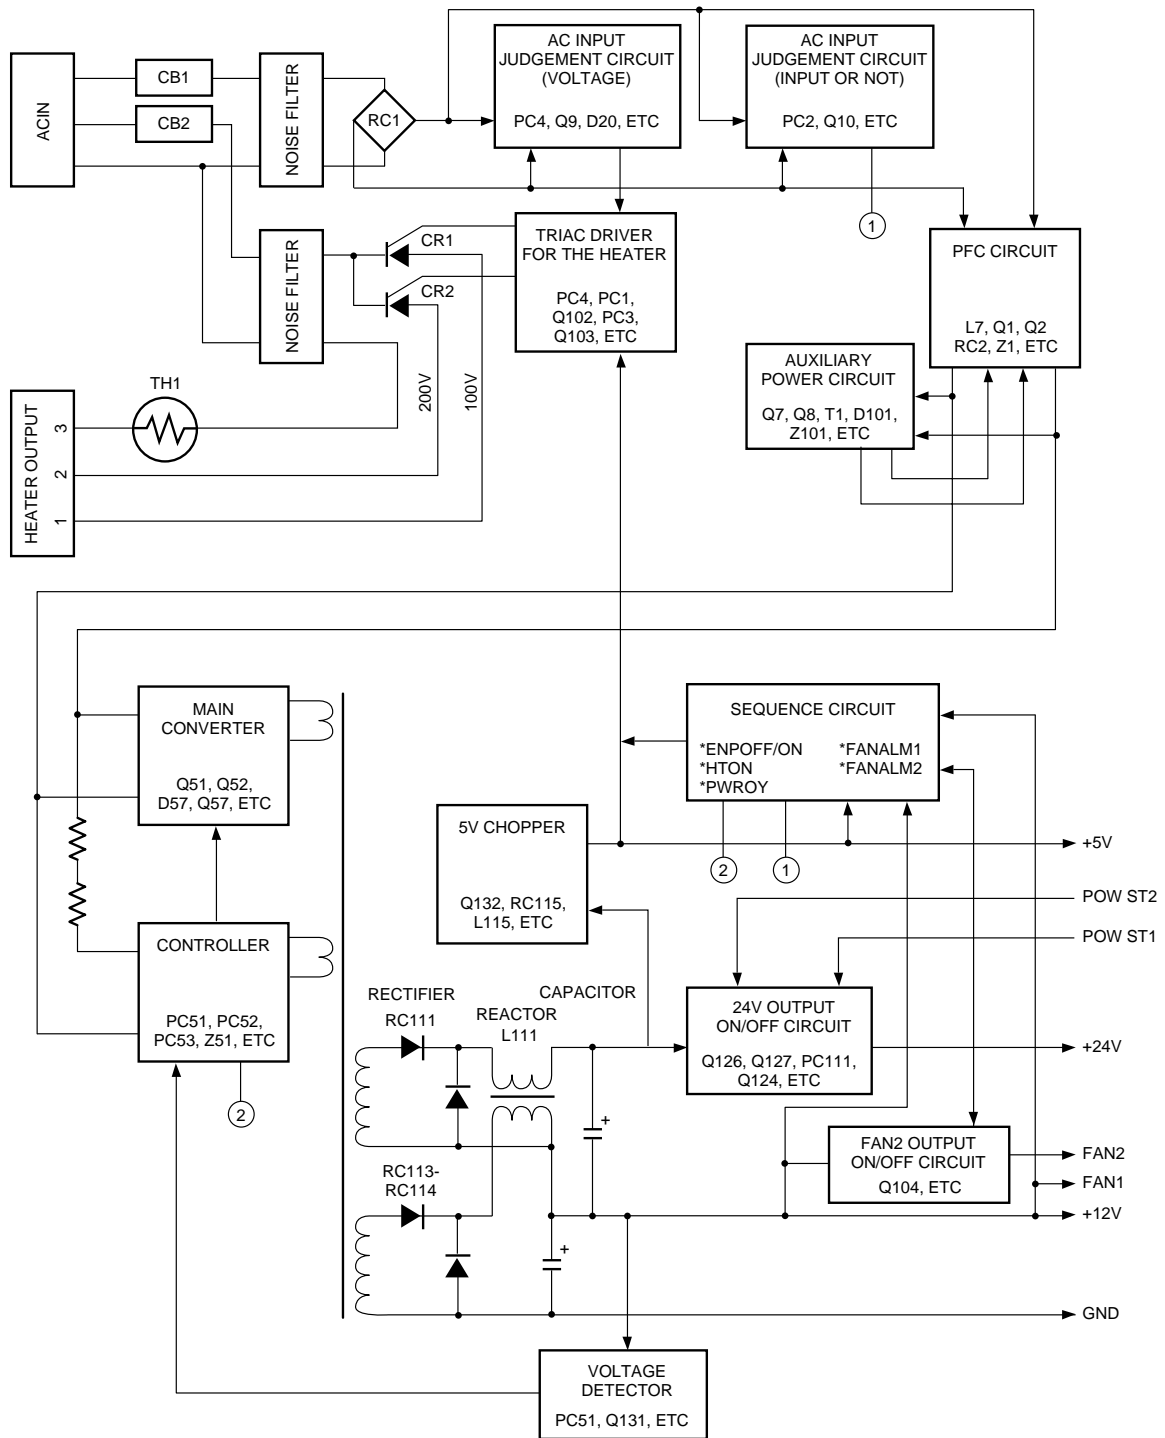 AC INPUT
JUDGEMENT CIRCUIT
(VOLTAGE)
PC4, Q9, D20, ETC
AC INPUT
JUDGEMENT CIRCUIT
(INPUT OR NOT)
PC2, Q10, ETC
ACIN
CB1
CB2
NOISE FILTER
RC1
1
NOISE FILTER
CR1
CR2
TRIAC DRIVER
FOR THE HEATER
PC4, PC1,
Q102, PC3,
Q103, ETC
PFC CIRCUIT
L7, Q1, Q2
RC2, Z1, ETC
AUXILIARY
POWER CIRCUIT
Q7, Q8, T1, D101,
Z101, ETC
TH1
200V
100V
HEATER OUTPUT
3
2
1
MAIN
CONVERTER
Q51, Q52,
D57, Q57, ETC
SEQUENCE CIRCUIT
*ENPOFF/ON
*HTON
*PWROY
*FANALM1
*FANALM2
5V CHOPPER
Q132, RC115,
L115, ETC
2
1
+5V
POW ST2
POW ST1
CONTROLLER
PC51, PC52,
PC53, Z51, ETC
2
RECTIFIER
RC111
REACTOR
L111
CAPACITOR
+
24V OUTPUT
ON/OFF CIRCUIT
Q126, Q127, PC111,
Q124, ETC
+24V
FAN2 OUTPUT
ON/OFF CIRCUIT
Q104, ETC
FAN2
FAN1
+12V
RC113-
RC114
+
GND
VOLTAGE
DETECTOR
PC51, Q131, ETC